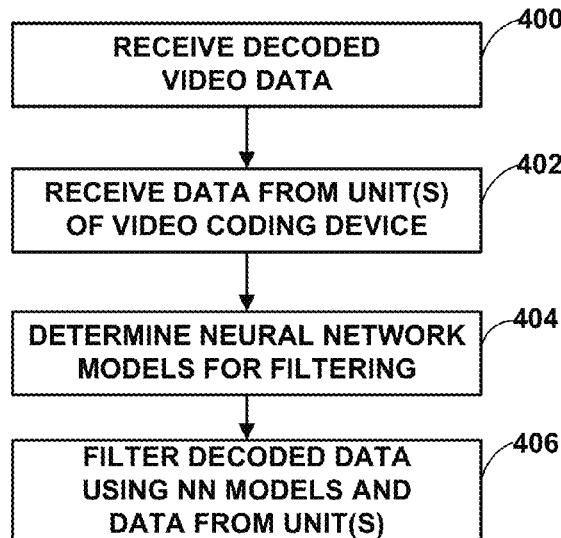 400
RECEIVE DECODED
VIDEO DATA
402
RECEIVE DATA FROM UNIT(S)
OF VIDEO CODING DEVICE
404
DETERMINE NEURAL NETWORK
MODELS FOR FILTERING
406
FILTER DECODED DATA
USING NN MODELS AND
DATA FROM UNIT(S)